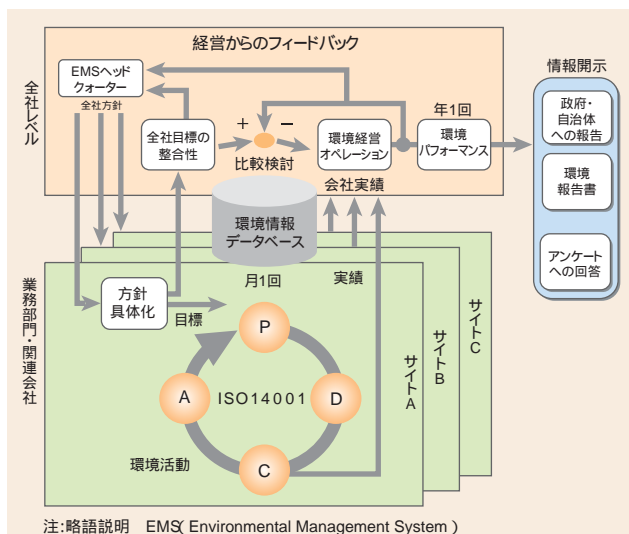 経営からのフィードバック
全社レベル
EMSヘッド
クォーター
全社方針
全社目標の
整合性
+
−
比較検討
環境経営
オペレーション
年1回
環境
パフォーマンス
会社実績
情報開示
政府・
自治体
への報告
環境
報告書
アンケート
への回答
環境情報
データベース
業務部門・関連会社
方針
具体化
目標
月1回
実績
P
D
C
A
ISO14001
環境活動
サイトA
サイトB
サイトC
注:略語説明 EMS( Environmental Management System )